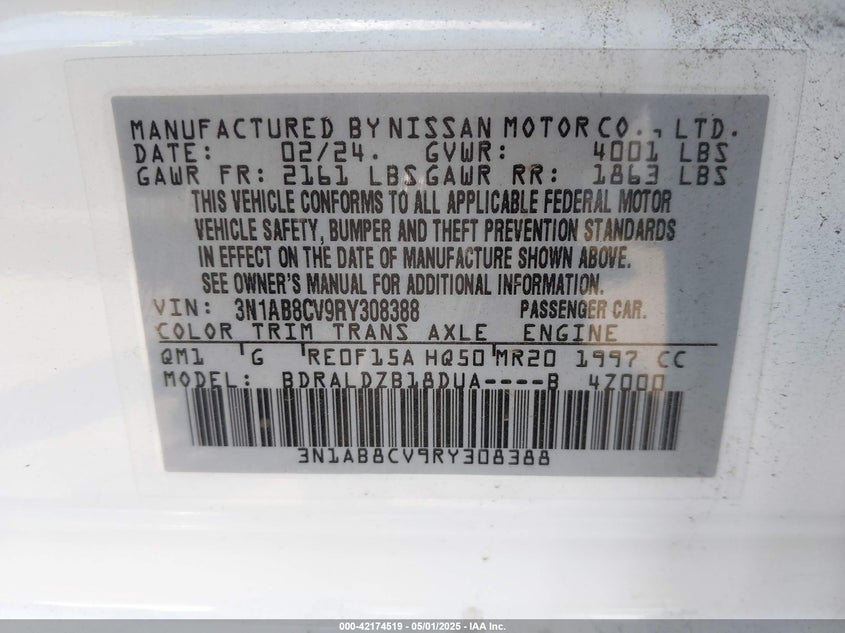 MANUFACTURED BY NISSAN MOTOR CO., LTD.
DATE: 02/24. GVWR: 4001 LBS
GAWR FR: 2161 LBS GAWR RR: 1863 LBS
THIS VEHICLE CONFORMS TO ALL APPLICABLE FEDERAL MOTOR
VEHICLE SAFETY, BUMPER AND THEFT PREVENTION STANDARDS
IN EFFECT ON THE DATE OF MANUFACTURE SHOWN ABOVE.
SEE OWNER'S MANUAL FOR ADDITIONAL INFORMATION.
VIN: 3N1AB8CV9RY308388 PASSENGER CAR.
COLOR TRIM TRANS AXLE ENGINE
QM1 G RE0F15A HQ50 MR20 1997 CC
MODEL: BDRALDZB18DUA----B 4Z000
3N1AB8CV9RY308388
000-42174519 - 05/01/2025 - IAA Inc.